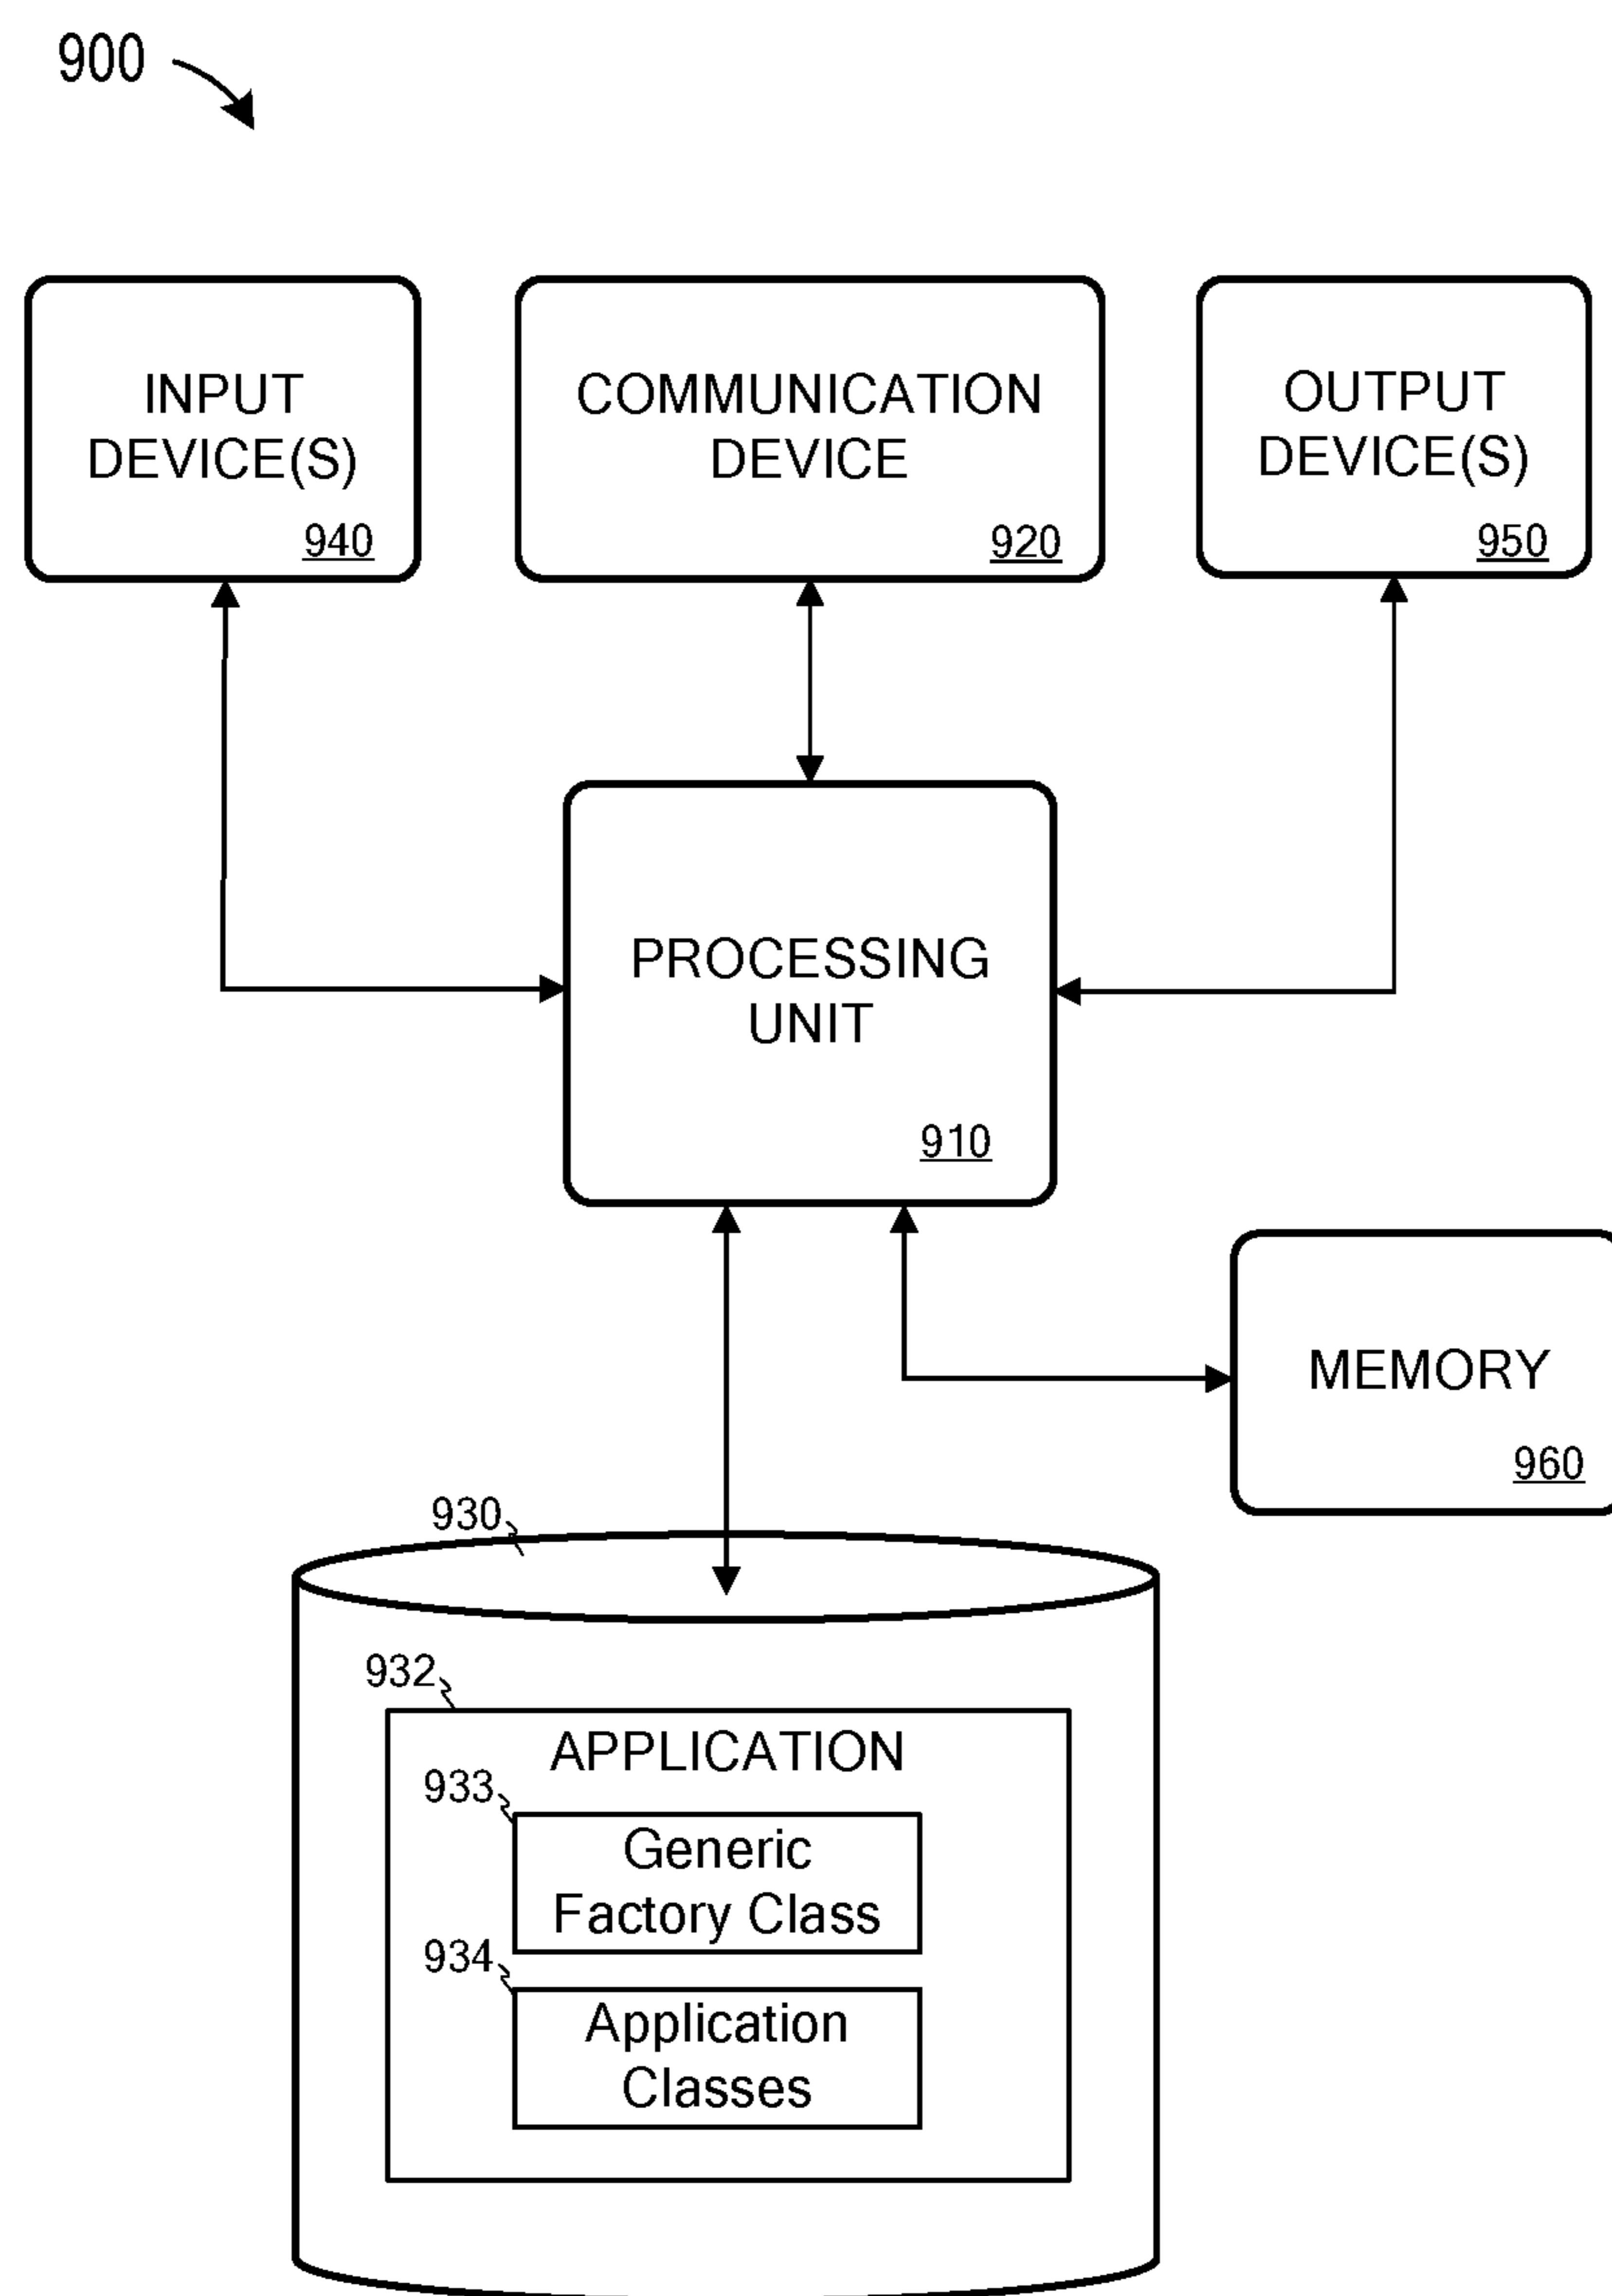 900
INPUT
DEVICE(S)
940
COMMUNICATION
DEVICE
920
OUTPUT
DEVICE(S)
950
PROCESSING
UNIT
910
MEMORY
960
930
932
APPLICATION
933
Generic
Factory Class
934
Application
Classes